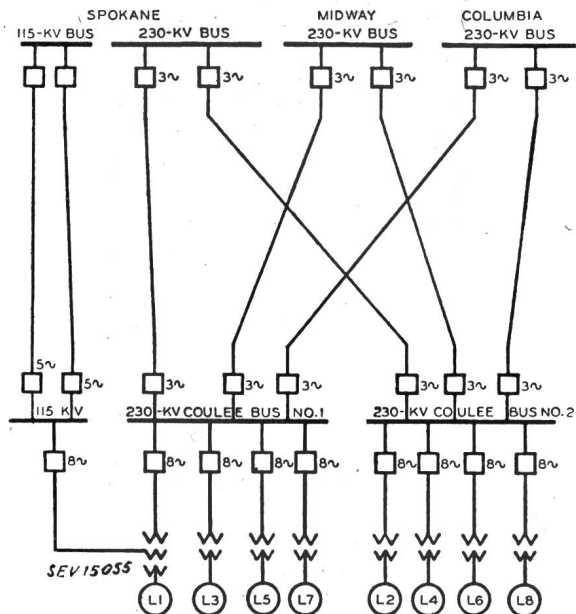 SPOKANE MIDWAY COLUMBIA
115-KV BUS 230-KV BUS 230-KV BUS 230-KV BUS
3~ 3~ 3~ 3~ 3~ 3~
5~ 5~ 3~ 3~ 3~ 3~ 3~ 3~
115 KV 230-KV COULEE BUS NO.1 230-KV COULEE BUS NO.2
8~ 8~ 8~ 8~ 8~ 8~ 8~ 8~ 8~
SEV15055
L1 L3 L5 L7 L2 L4 L6 L8